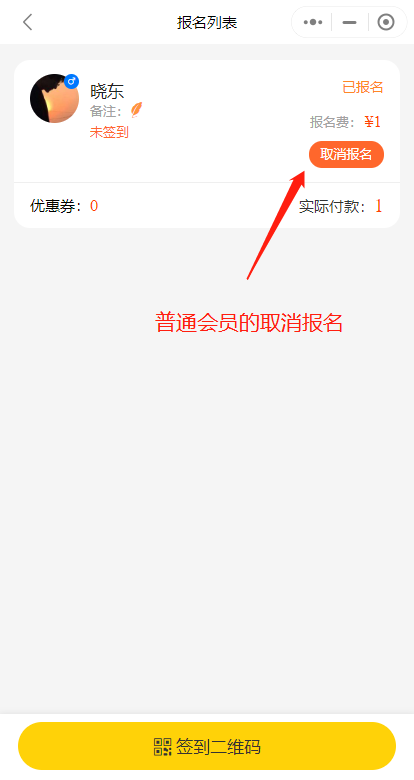 报名列表
晓东
已报名
备注：
报名费： ¥1
未签到
取消报名
优惠券：0
实际付款：1
普通会员的取消报名
签到二维码